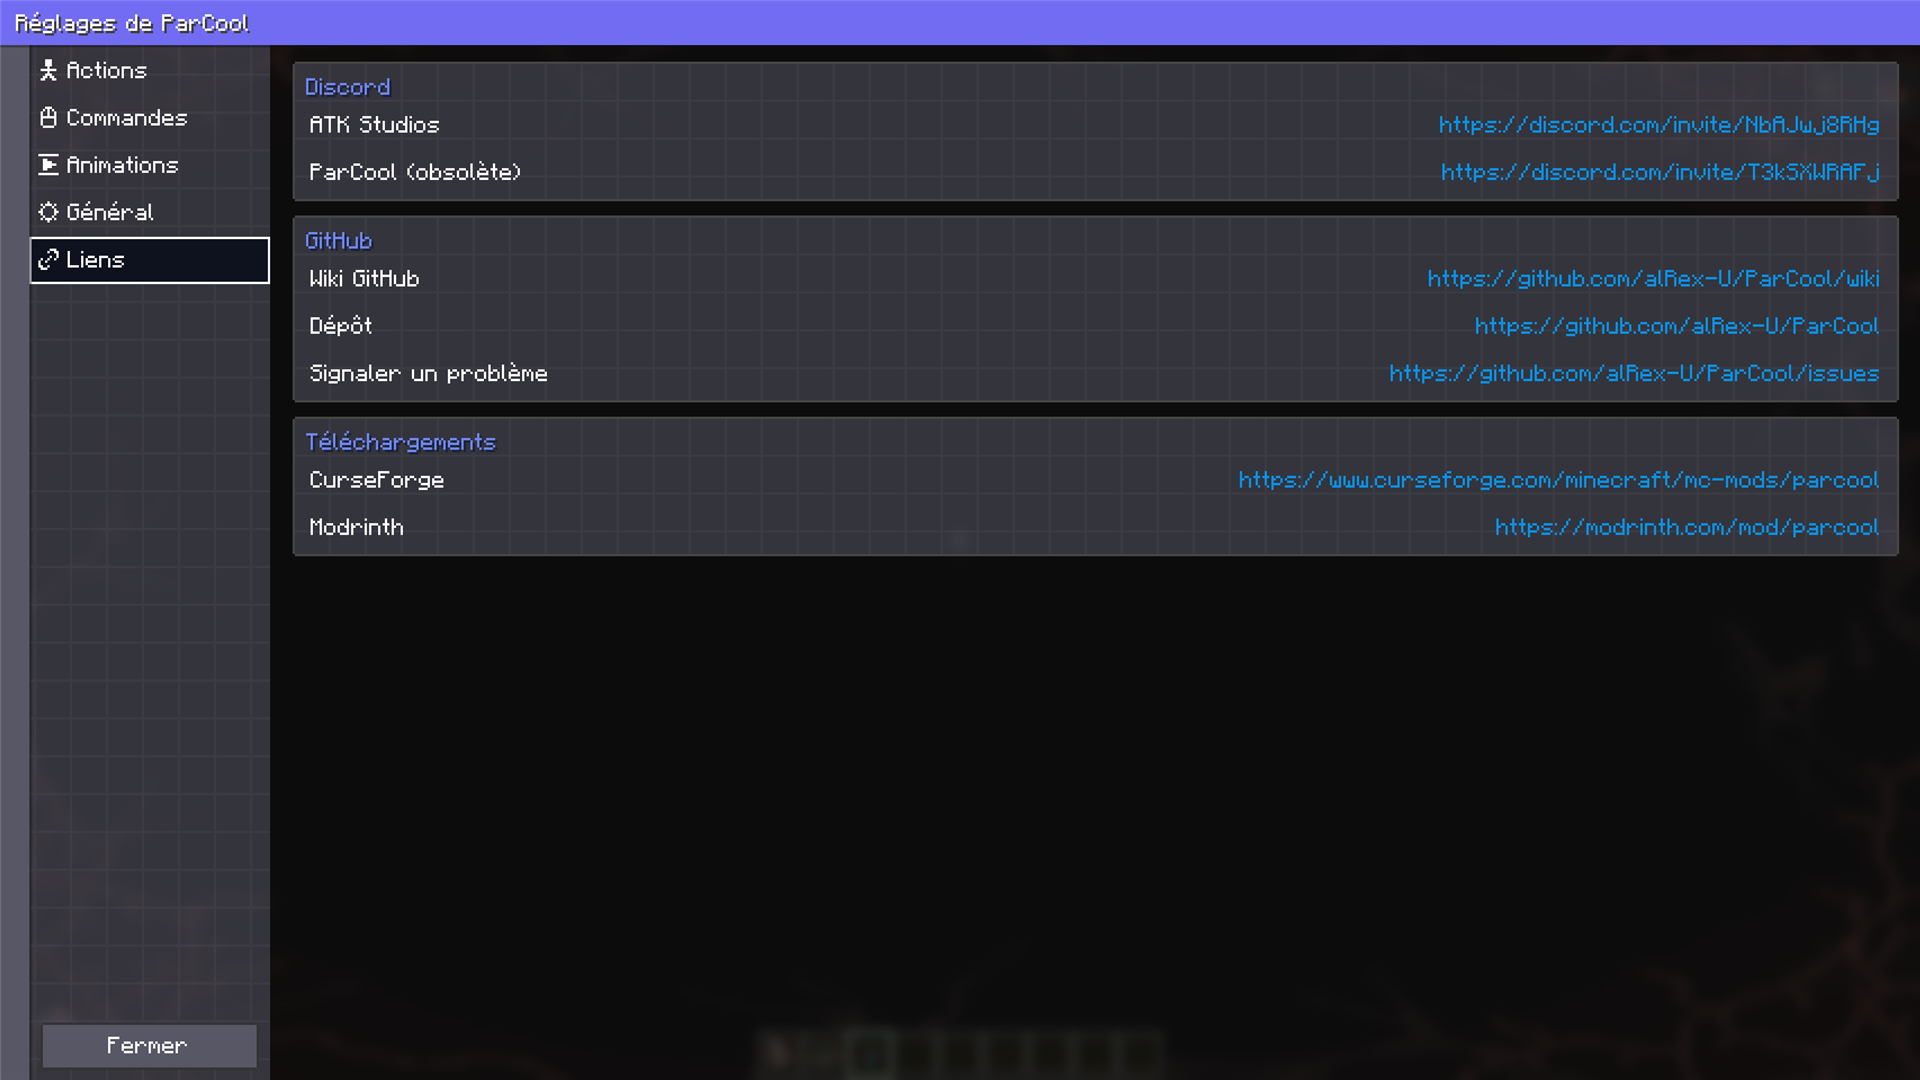 Réglages de ParCool
Actions
Commandes
Animations
Général
Liens
Fermer
Discord
ATK Studios https://discord.com/invite/NbAJwj8RHg
ParCool (obsolète) https://discord.com/invite/T3k5XWRAFj
GitHub
Wiki GitHub https://github.com/alRex-U/ParCool/wiki
Dépôt https://github.com/alRex-U/ParCool
Signaler un problème https://github.com/alRex-U/ParCool/issues
Téléchargements
CurseForge https://www.curseforge.com/minecraft/mc-mods/parcool
Modrinth https://modrinth.com/mod/parcool